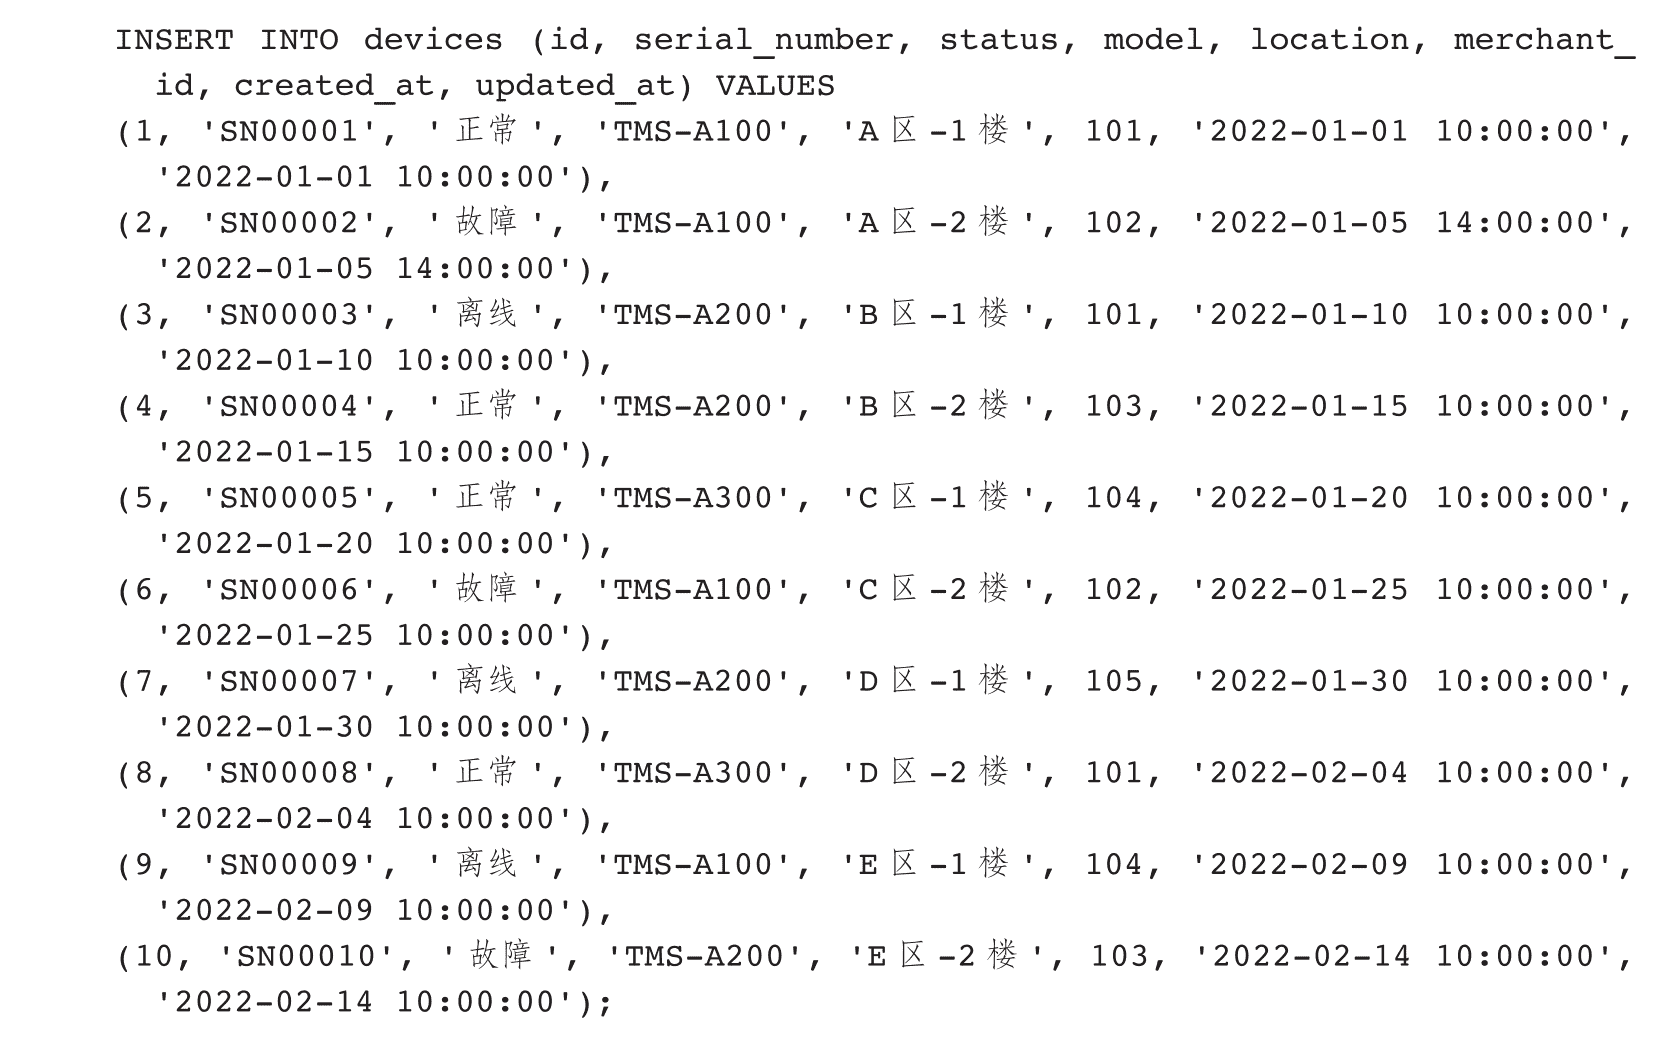 INSERT INTO devices (id, serial_number, status, model, location, merchant_
id, created_at, updated_at) VALUES
(1, 'SN00001', '正常', 'TMS-A100', 'A区-1楼', 101, '2022-01-01 10:00:00',
'2022-01-01 10:00:00'),
(2, 'SN00002', '故障', 'TMS-A100', 'A区-2楼', 102, '2022-01-05 14:00:00',
'2022-01-05 14:00:00'),
(3, 'SN00003', '离线', 'TMS-A200', 'B区-1楼', 101, '2022-01-10 10:00:00',
'2022-01-10 10:00:00'),
(4, 'SN00004', '正常', 'TMS-A200', 'B区-2楼', 103, '2022-01-15 10:00:00',
'2022-01-15 10:00:00'),
(5, 'SN00005', '正常', 'TMS-A300', 'C区-1楼', 104, '2022-01-20 10:00:00',
'2022-01-20 10:00:00'),
(6, 'SN00006', '故障', 'TMS-A100', 'C区-2楼', 102, '2022-01-25 10:00:00',
'2022-01-25 10:00:00'),
(7, 'SN00007', '离线', 'TMS-A200', 'D区-1楼', 105, '2022-01-30 10:00:00',
'2022-01-30 10:00:00'),
(8, 'SN00008', '正常', 'TMS-A300', 'D区-2楼', 101, '2022-02-04 10:00:00',
'2022-02-04 10:00:00'),
(9, 'SN00009', '离线', 'TMS-A100', 'E区-1楼', 104, '2022-02-09 10:00:00',
'2022-02-09 10:00:00'),
(10, 'SN00010', '故障', 'TMS-A200', 'E区-2楼', 103, '2022-02-14 10:00:00',
'2022-02-14 10:00:00');